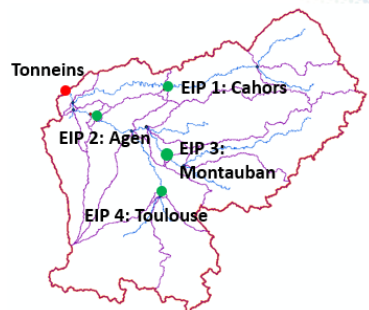 Tonneins
EIP 1: Cahors
EIP 2: Agen
EIP 3:
Montauban
EIP 4: Toulouse